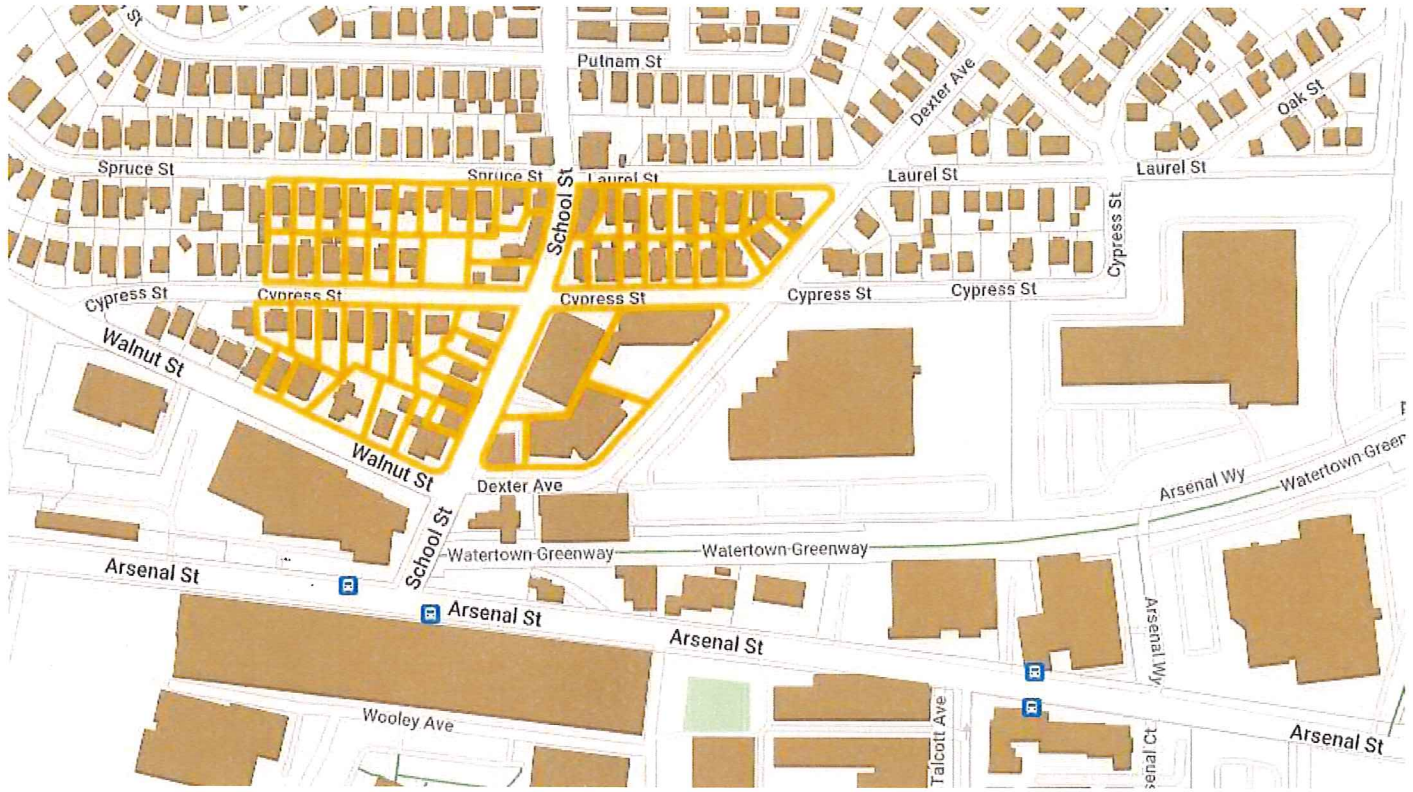 St
Putnam St
Dexter Ave
Oak St
Spruce St
Spruce St
School St
Laurel St
Laurel St
Laurel St
Cypress St
Cypress St
Cypress St
Cypress St
Cypress St
Cypress St
Walnut St
Walnut St
Dexter Ave
Arsenal Wy
Watertown Greenway
School St
Watertown Greenway
Watertown Greenway
Arsenal St
Arsenal St
Arsenal St
Arsenal Wy
Wooley Ave
Talcott Ave
Arsenal St